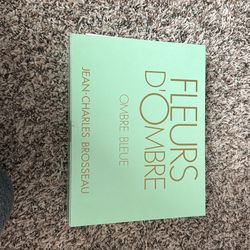 FLEURS
D'OMBRE
OMBRE BLEUE
JEAN-CHARLES BROSSEAU